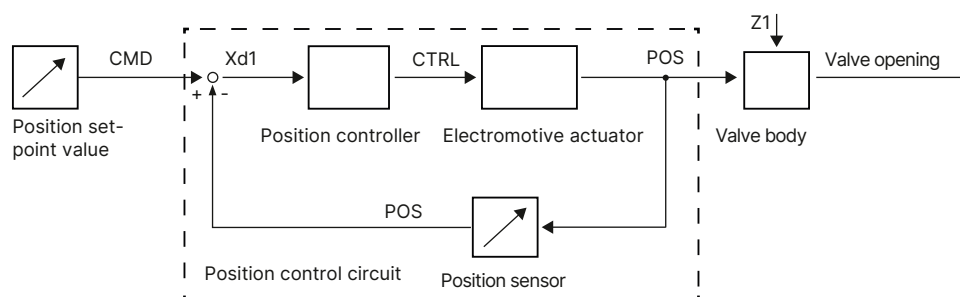 Z1
CMD
Xd1
CTRL
POS
Valve opening
+ -
Position set-
point value
Position controller
Electromotive actuator
Valve body
POS
Position control circuit
Position sensor